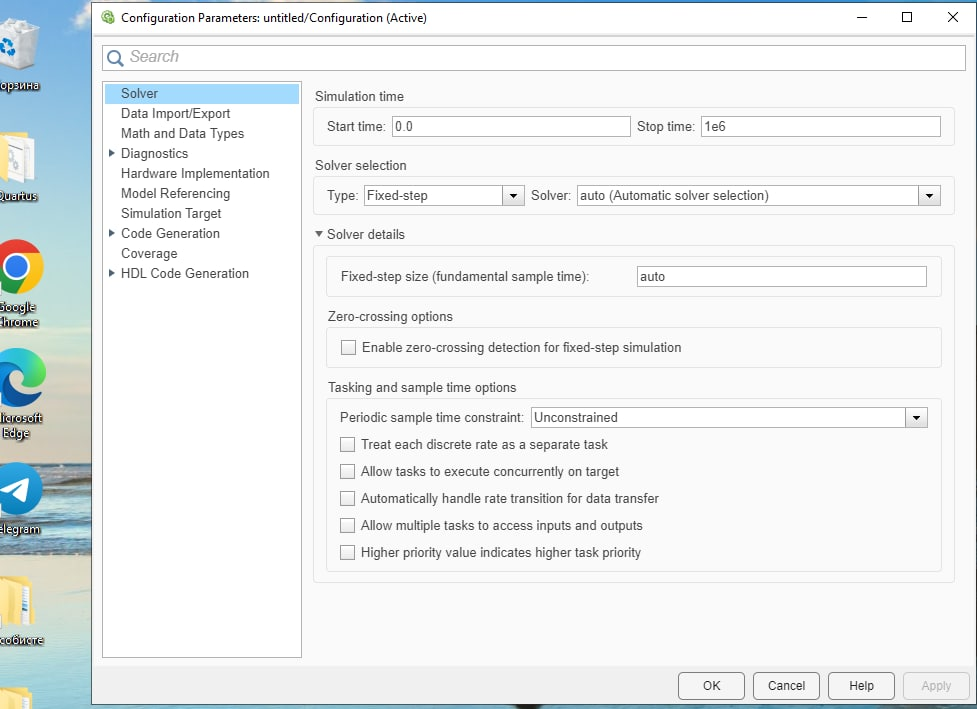 Configuration Parameters: untitled/Configuration (Active)
Search
Solver
Data Import/Export
Math and Data Types
Diagnostics
Hardware Implementation
Model Referencing
Simulation Target
Code Generation
Coverage
HDL Code Generation
Simulation time
Start time: 0.0 Stop time: 1e6
Solver selection
Type: Fixed-step Solver: auto (Automatic solver selection)
Solver details
Fixed-step size (fundamental sample time): auto
Zero-crossing options
Enable zero-crossing detection for fixed-step simulation
Tasking and sample time options
Periodic sample time constraint: Unconstrained
Treat each discrete rate as a separate task
Allow tasks to execute concurrently on target
Automatically handle rate transition for data transfer
Allow multiple tasks to access inputs and outputs
Higher priority value indicates higher task priority
OK Cancel Help Apply
орзина
Quartus
Google
Chrome
Microsoft
Edge
elegram
собисте